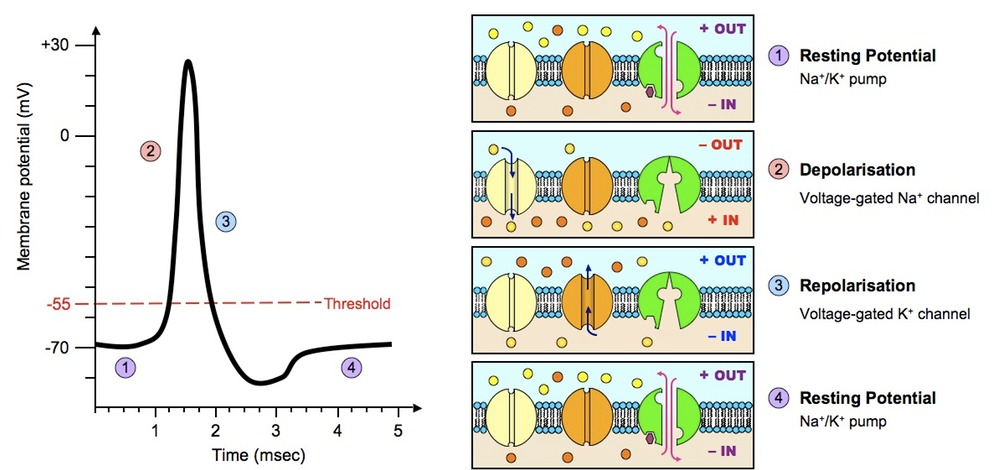 +30
0
-55
-70
Membrane potential (mV)
Threshold
1
2
3
4
1 2 3 4 5
Time (msec)
+ OUT
– IN
1 Resting Potential
Na⁺/K⁺ pump
– OUT
+ IN
2 Depolarisation
Voltage-gated Na⁺ channel
+ OUT
– IN
3 Repolarisation
Voltage-gated K⁺ channel
+ OUT
– IN
4 Resting Potential
Na⁺/K⁺ pump